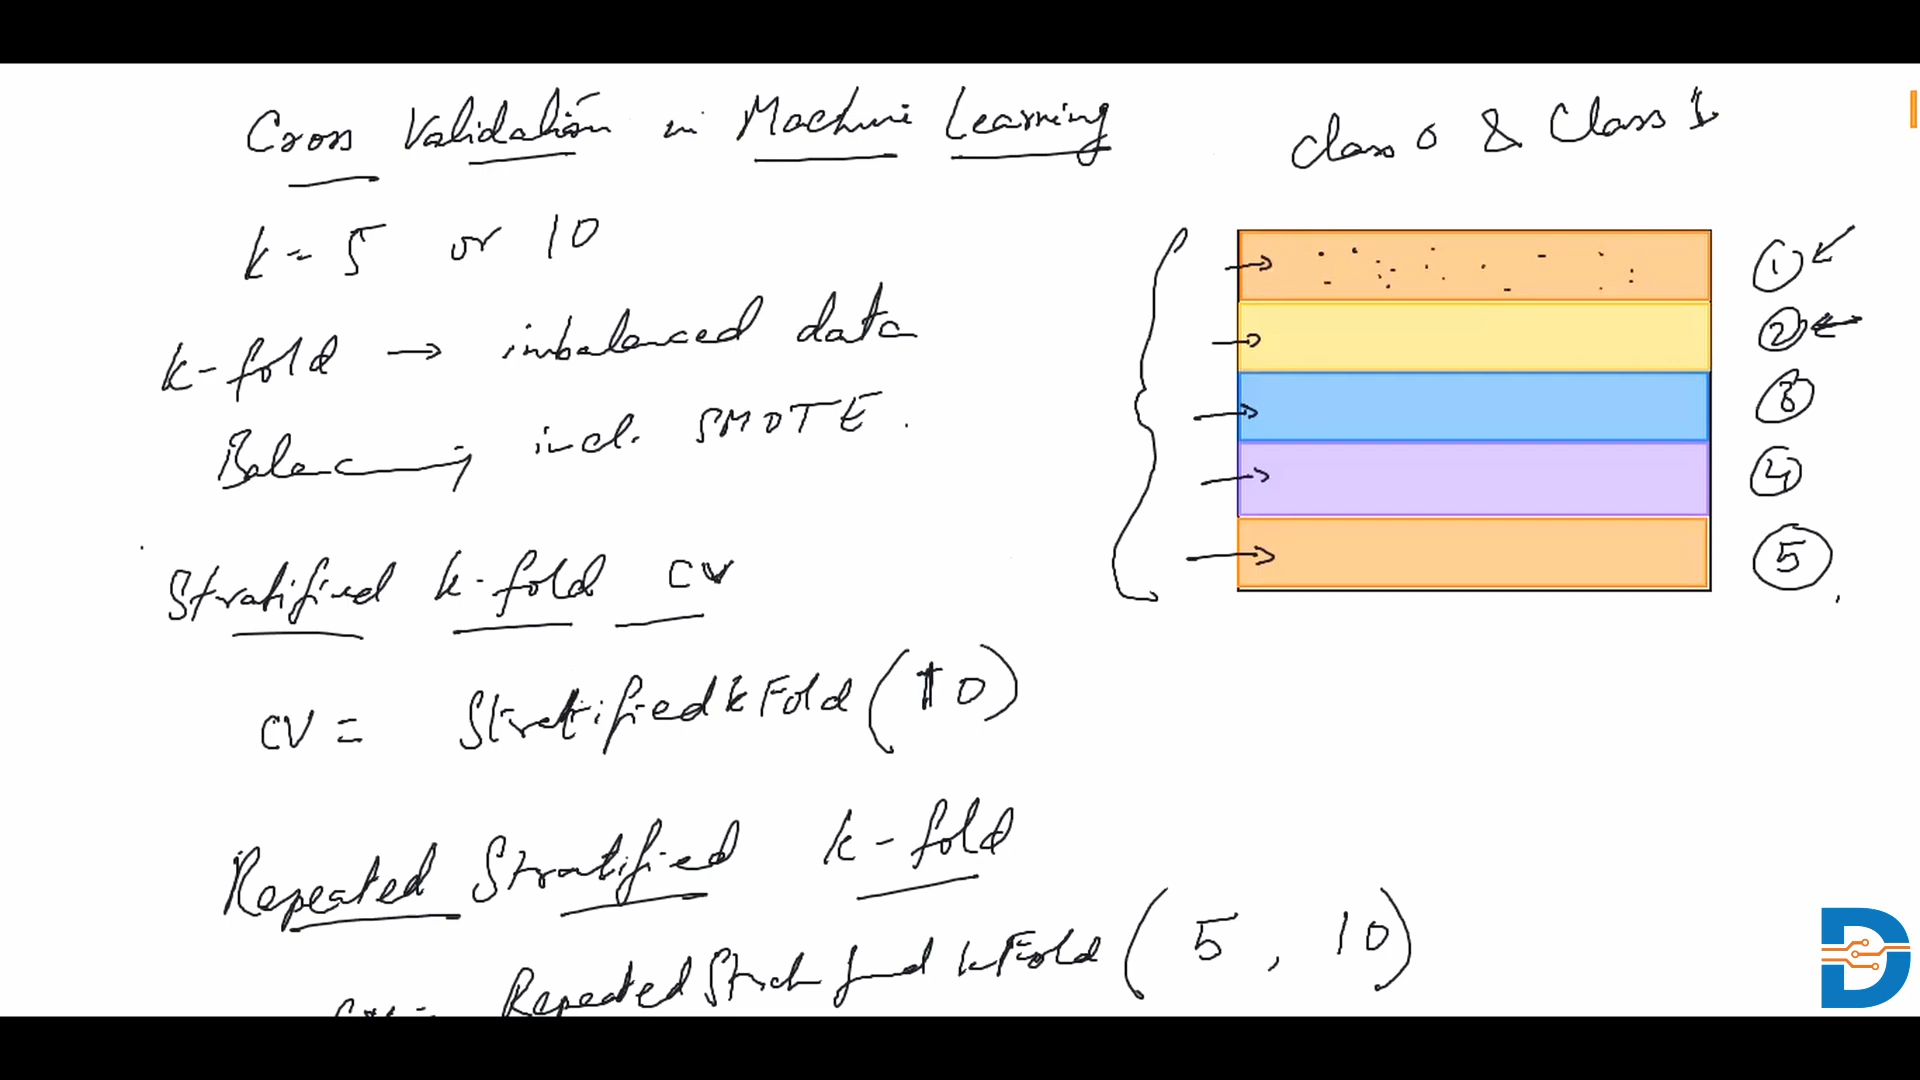 Cross Validation in Machine Learning
k = 5 or 10
k-fold → imbalanced data
Balancing incl. SMOTE.
Stratified k-fold CV
CV = StratifiedkFold(10)
Repeated Stratified k-fold
CV = RepeatedStratifiedkFold(5, 10)
Class 0 & Class 1
1
2
3
4
5
D